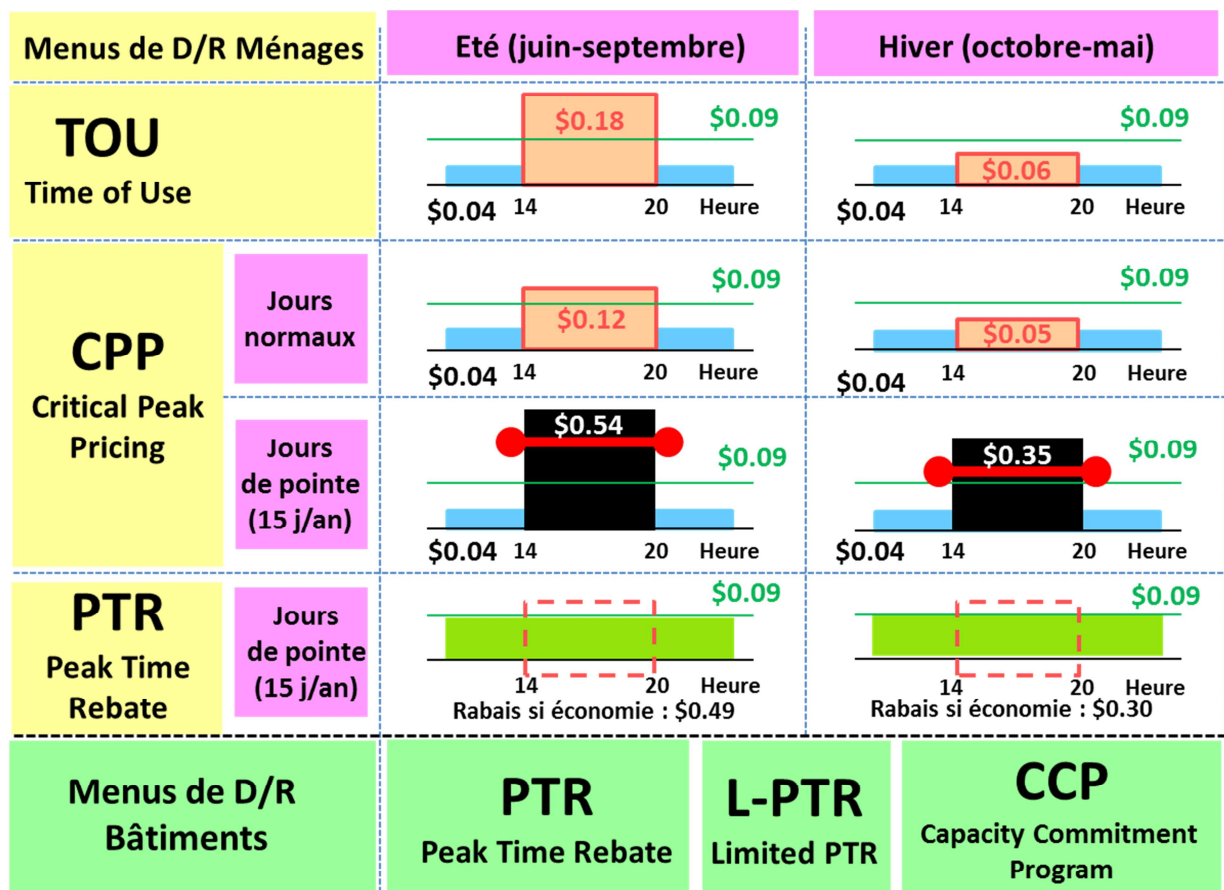 Menus de D/R Ménages
Eté (juin-septembre)
Hiver (octobre-mai)
TOU
Time of Use
$0.18
$0.09
$0.04
14
20
Heure
$0.06
$0.09
$0.04
14
20
Heure
CPP
Critical Peak
Pricing
Jours
normaux
$0.12
$0.09
$0.04
14
20
Heure
$0.05
$0.09
$0.04
14
20
Heure
Jours
de pointe
(15 j/an)
$0.54
$0.09
$0.04
14
20
Heure
$0.35
$0.09
$0.04
14
20
Heure
PTR
Peak Time
Rebate
Jours
de pointe
(15 j/an)
$0.09
14
20
Heure
Rabais si économie : $0.49
$0.09
14
20
Heure
Rabais si économie : $0.30
Menus de D/R
Bâtiments
PTR
Peak Time Rebate
L-PTR
Limited PTR
CCP
Capacity Commitment
Program